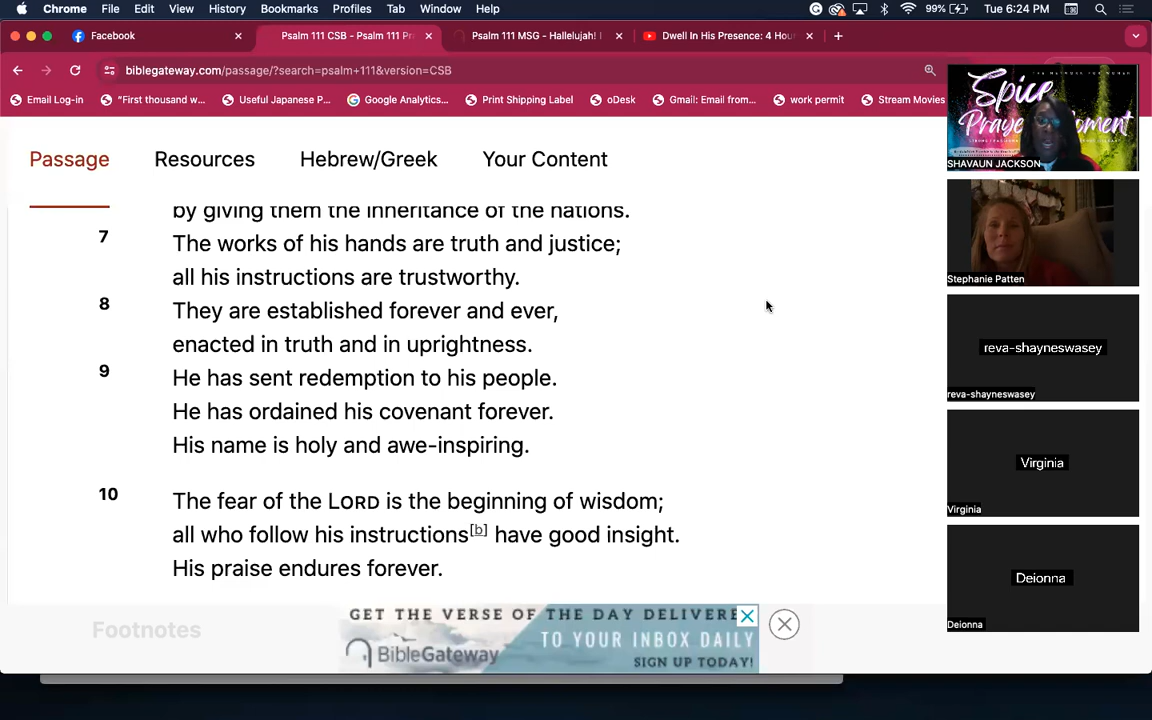 Chrome File Edit View History Bookmarks Profiles Tab Window Help 99% Tue 6:24 PM
Facebook Psalm 111 CSB - Psalm 111 Pr Psalm 111 MSG - Hallelujah! I Dwell In His Presence: 4 Hou
biblegateway.com/passage/?search=psalm+111&version=CSB
Email Log-in "First thousand w... Useful Japanese P... Google Analytics... Print Shipping Label oDesk Gmail: Email from... work permit Stream Movies
Passage Resources Hebrew/Greek Your Content
by giving them the inheritance of the nations.
7 The works of his hands are truth and justice;
all his instructions are trustworthy.
8 They are established forever and ever,
enacted in truth and in uprightness.
9 He has sent redemption to his people.
He has ordained his covenant forever.
His name is holy and awe-inspiring.
10 The fear of the LORD is the beginning of wisdom;
all who follow his instructions[b] have good insight.
His praise endures forever.
Footnotes
GET THE VERSE OF THE DAY DELIVERE
TO YOUR INBOX DAILY
BibleGateway SIGN UP TODAY!
Spice
Praye Moment
SHAVAUN JACKSON
Stephanie Patten
reva-shayneswasey
reva-shayneswasey
Virginia
Virginia
Deionna
Deionna